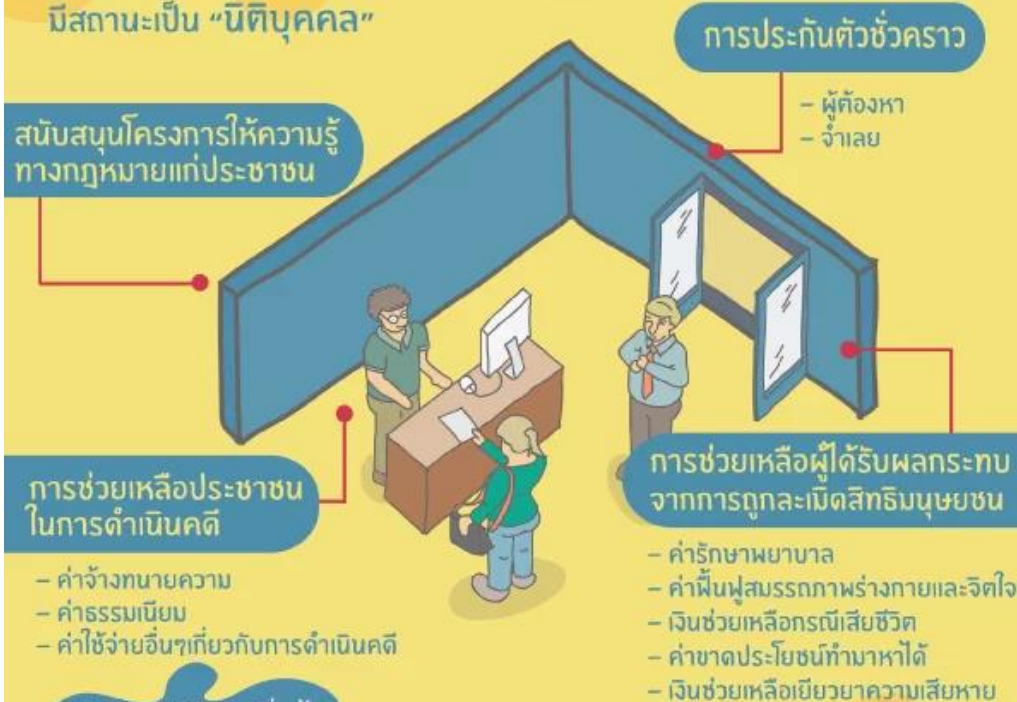 มีสถานะเป็น “นิติบุคคล”
การประกันตัวชั่วคราว
– ผู้ต้องหา
– จำเลย
สนับสนุนโครงการให้ความรู้
ทางกฎหมายแก่ประชาชน
การช่วยเหลือประชาชน
ในการดำเนินคดี
– ค่าจ้างทนายความ
– ค่าธรรมเนียม
– ค่าใช้จ่ายอื่นๆเกี่ยวกับการดำเนินคดี
การช่วยเหลือผู้ได้รับผลกระทบ
จากการถูกละเมิดสิทธิมนุษยชน
– ค่ารักษาพยาบาล
– ค่าฟื้นฟูสมรรถภาพร่างกายและจิตใจ
– เงินช่วยเหลือกรณีเสียชีวิต
– ค่าขาดประโยชน์ทำมาหาได้
– เงินช่วยเหลือเยียวยาความเสียหาย